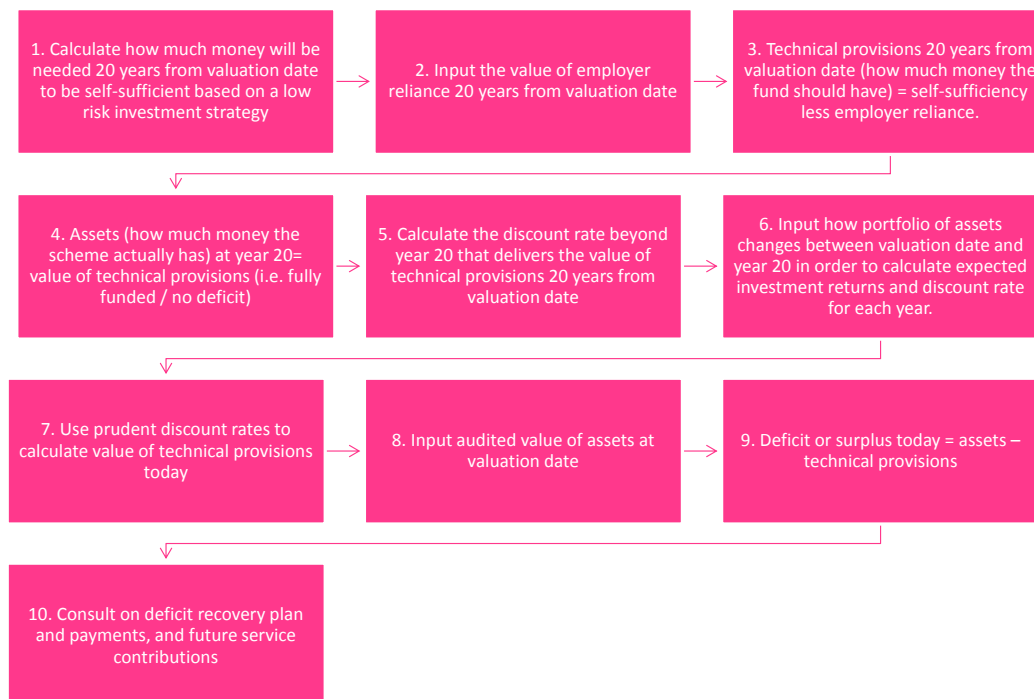 1. Calculate how much money will be
needed 20 years from valuation date
to be self-sufficient based on a low
risk investment strategy
2. Input the value of employer
reliance 20 years from valuation date
3. Technical provisions 20 years from
valuation date (how much money the
fund should have) = self-sufficiency
less employer reliance.
4. Assets (how much money the
scheme actually has) at year 20=
value of technical provisions (i.e. fully
funded / no deficit)
5. Calculate the discount rate beyond
year 20 that delivers the value of
technical provisions 20 years from
valuation date
6. Input how portfolio of assets
changes between valuation date and
year 20 in order to calculate expected
investment returns and discount rate
for each year.
7. Use prudent discount rates to
calculate value of technical provisions
today
8. Input audited value of assets at
valuation date
9. Deficit or surplus today = assets –
technical provisions
10. Consult on deficit recovery plan
and payments, and future service
contributions